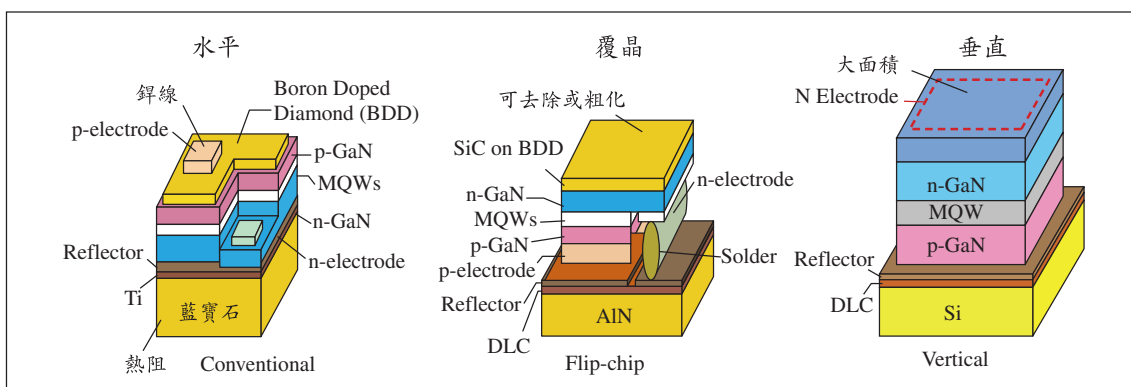 水平
銲線
Boron Doped
Diamond (BDD)
p-electrode
p-GaN
MQWs
n-GaN
n-electrode
Reflector
Ti
藍寶石
熱阻
Conventional
覆晶
可去除或粗化
SiC on BDD
n-GaN
n-electrode
MQWs
p-GaN
p-electrode
Solder
Reflector
DLC
AlN
Flip-chip
垂直
大面積
N Electrode
n-GaN
MQW
p-GaN
Reflector
DLC
Si
Vertical